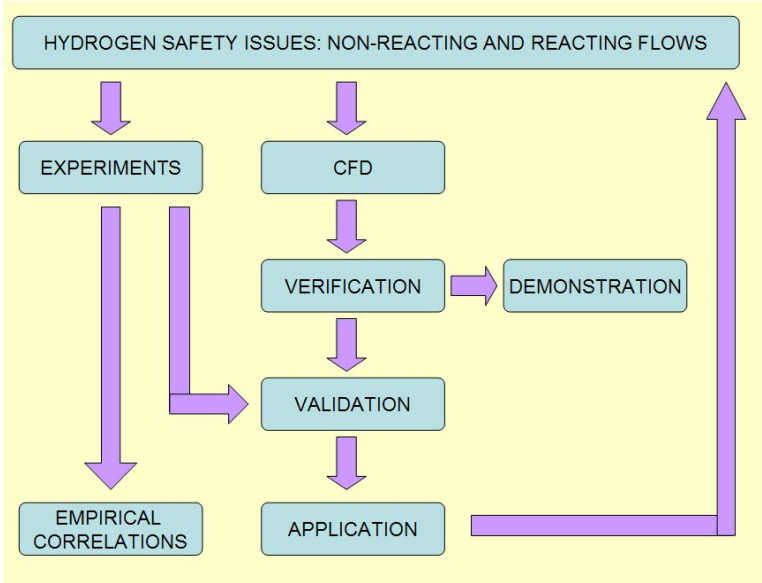 HYDROGEN SAFETY ISSUES: NON-REACTING AND REACTING FLOWS
EXPERIMENTS
CFD
VERIFICATION
DEMONSTRATION
VALIDATION
EMPIRICAL
CORRELATIONS
APPLICATION